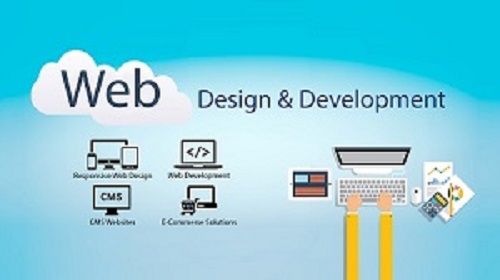 Web
Design & Development
</>
Responsive Web Design
Web Development
CMS
CMS Websites
E-Commerce Solutions